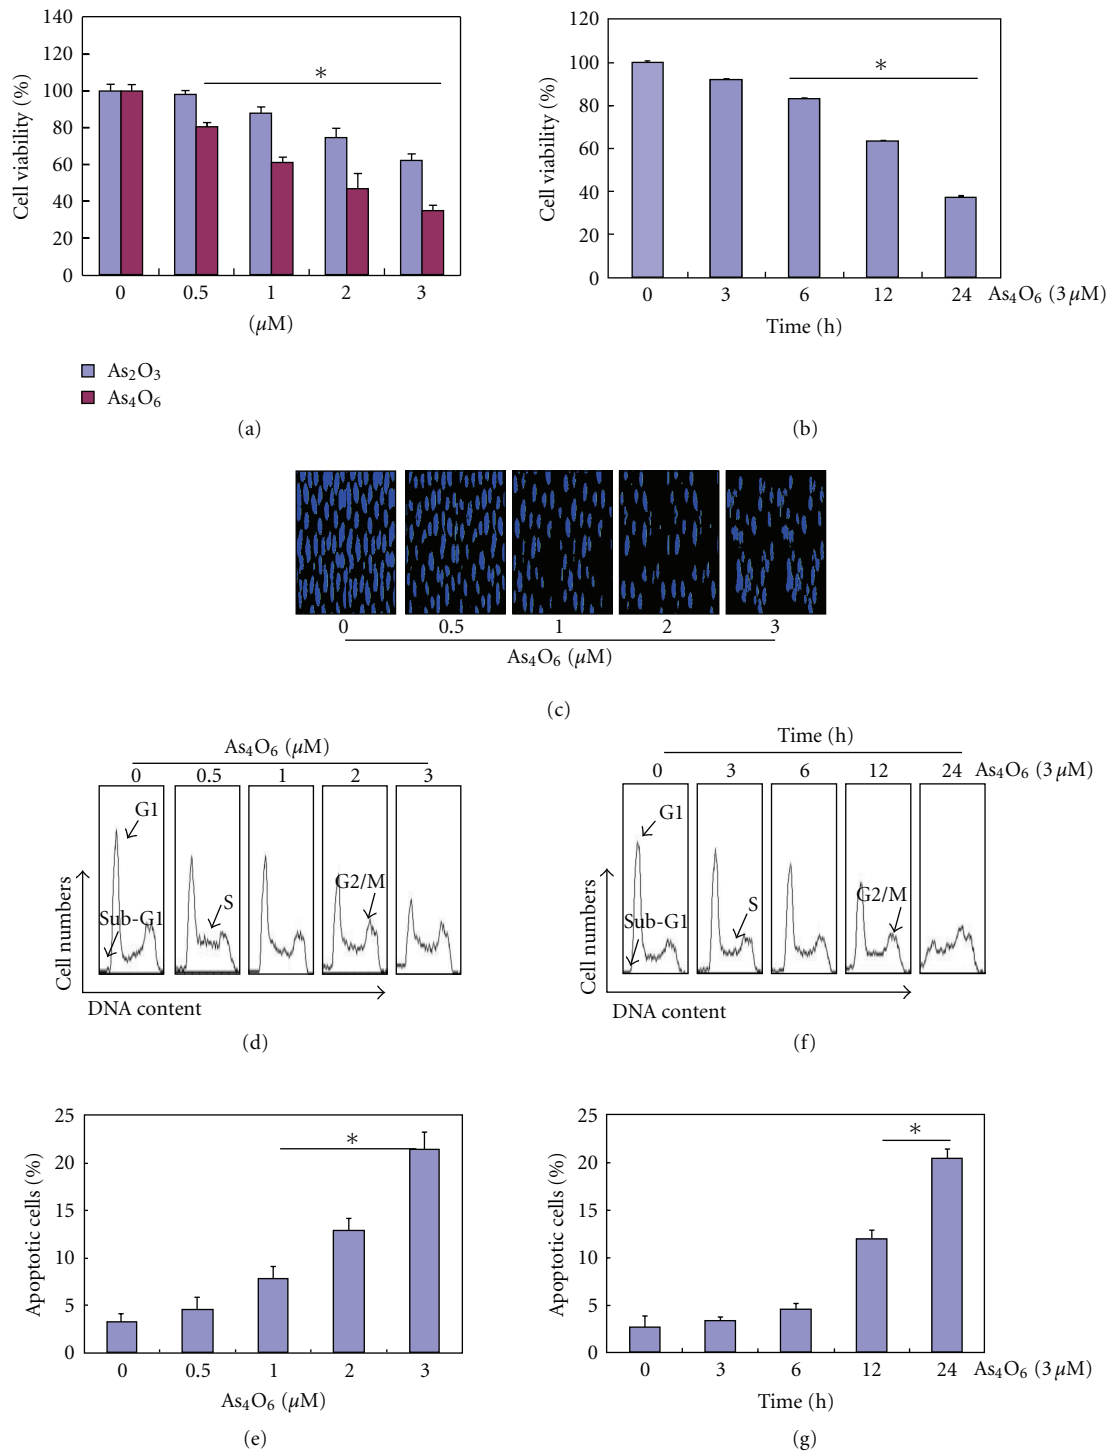 140
120
100
80
60
40
20
0
Cell viability (%)
*
0 0.5 1 2 3
(µM)
As₂O₃
As₄O₆
(a)
120
100
80
60
40
20
0
Cell viability (%)
*
0 3 6 12 24 As₄O₆ (3 µM)
Time (h)
(b)
0 0.5 1 2 3
As₄O₆ (µM)
(c)
As₄O₆ (µM)
0 0.5 1 2 3
G1
Sub-G1
S
G2/M
Cell numbers
DNA content
(d)
Time (h)
0 3 6 12 24 As₄O₆ (3 µM)
G1
Sub-G1
S
G2/M
Cell numbers
DNA content
(f)
25
20
15
10
5
0
Apoptotic cells (%)
*
0 0.5 1 2 3
As₄O₆ (µM)
(e)
25
20
15
10
5
0
Apoptotic cells (%)
*
0 3 6 12 24 As₄O₆ (3 µM)
Time (h)
(g)